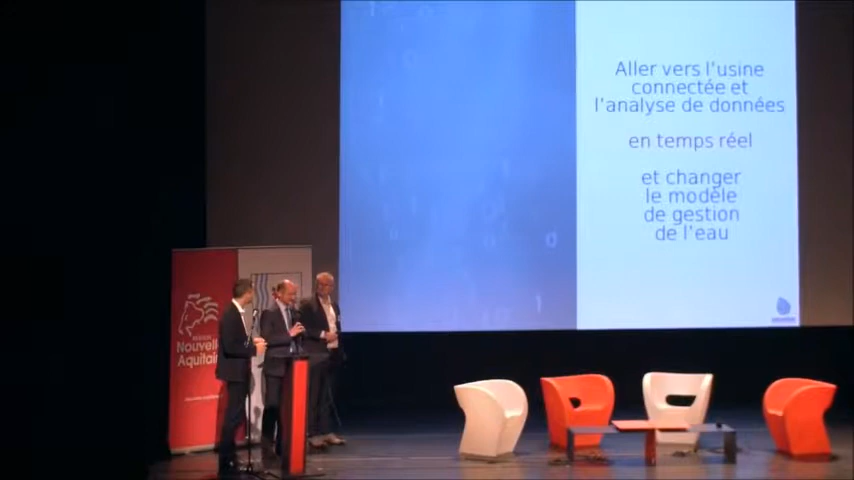 Aller vers l'usine
connectée et
l'analyse de données
en temps réel
et changer
le modèle
de gestion
de l'eau
RÉGION
Nouvelle
Aquitaine